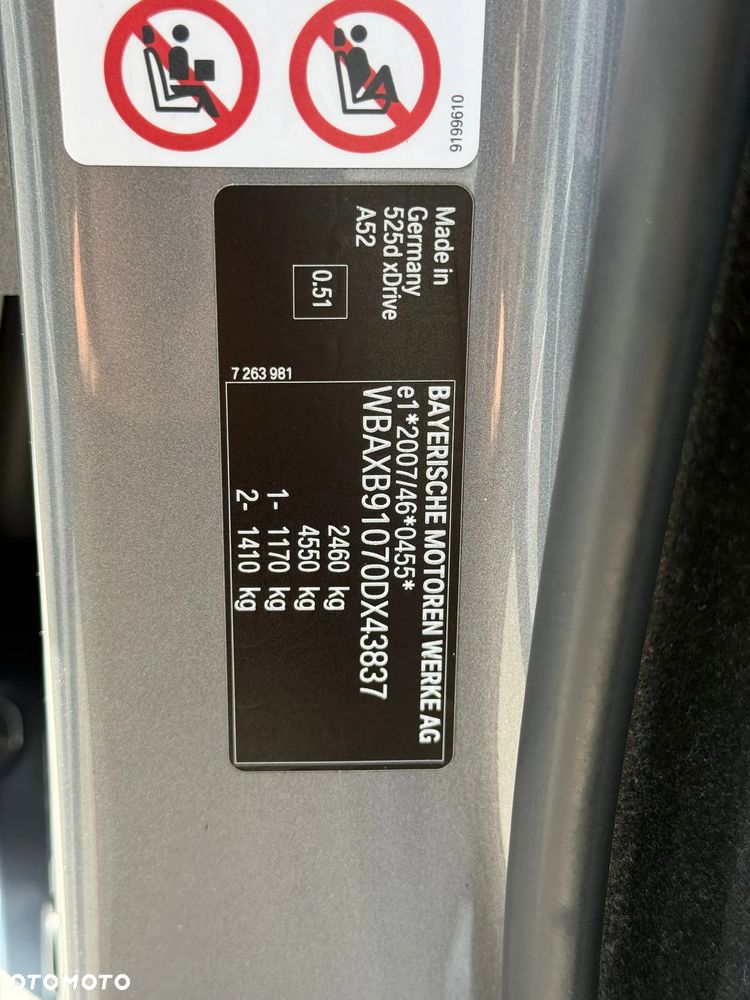 9199610
Made in
Germany
525d xDrive
A52
0.51
7 263 981
BAYERISCHE MOTOREN WERKE AG
e1*2007/46*0455*
WBAXB91070DX43837
2460 kg
4550 kg
1- 1170 kg
2- 1410 kg
OTOMOTO